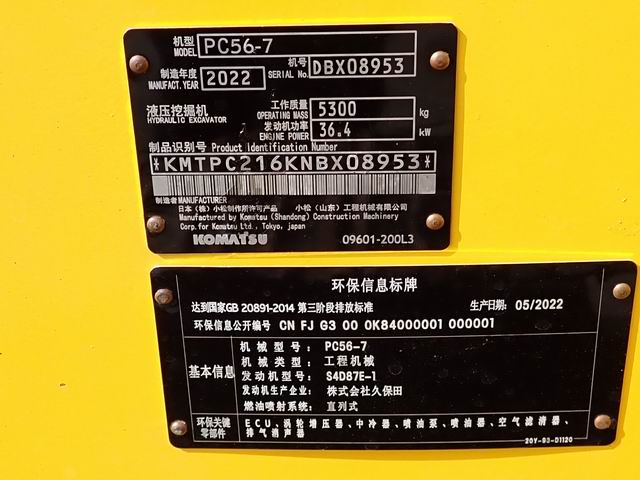 机型 MODEL PC56-7
机号 SERIAL No. DBX08953
制造年度 MANUFACT. YEAR 2022
液压挖掘机 HYDRAULIC EXCAVATOR
工作质量 OPERATING MASS 5300 kg
发动机功率 ENGINE POWER 36.4 kW
制品识别号 Product Identification Number
*KMTPC216KNBX08953*
制造者 MANUFACTURER
日本(株)小松制作所许可产品 小松(山东)工程机械有限公司
Manufactured by Komatsu (Shandong) Construction Machinery
Corp. for Komatsu Ltd., Tokyo, japan
KOMATSU 09601-200L3
环保信息标牌
达到国家GB 20891-2014 第三阶段排放标准 生产日期: 05/2022
环保信息公开编号 CN FJ G3 00 0K84000001 000001
基本信息
机械型号: PC56-7
机械类型: 工程机械
发动机型号: S4D87E-1
发动机生产企业: 株式会社久保田
燃油喷射系统: 直列式
环保关键零部件
ECU、涡轮增压器、中冷器、喷油泵、喷油器、空气滤清器、
排气消声器
20Y-93-D1120